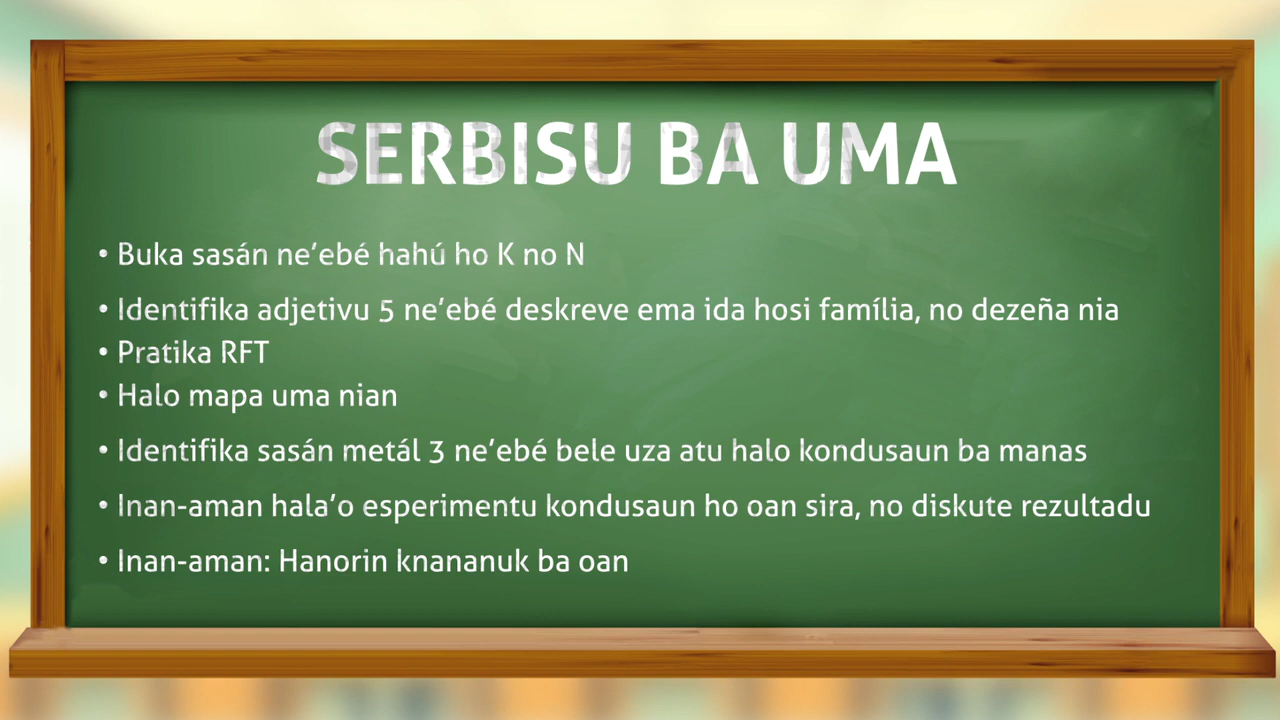 SERBISU BA UMA
• Buka sasán ne’ebé hahú ho K no N
• Identifika adjetivu 5 ne’ebé deskreve ema ida hosi família, no dezeña nia
• Pratika RFT
• Halo mapa uma nian
• Identifika sasán metál 3 ne’ebé bele uza atu halo kondusaun ba manas
• Inan-aman hala’o esperimentu kondusaun ho oan sira, no diskute rezultadu
• Inan-aman: Hanorin knananuk ba oan